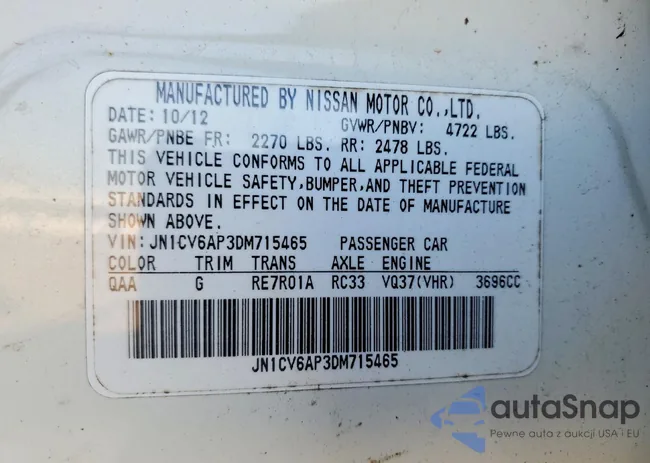 MANUFACTURED BY NISSAN MOTOR CO.,LTD.
DATE: 10/12 GVWR/PNBV: 4722 LBS.
GAWR/PNBE FR: 2270 LBS. RR: 2478 LBS.
THIS VEHICLE CONFORMS TO ALL APPLICABLE FEDERAL
MOTOR VEHICLE SAFETY,BUMPER,AND THEFT PREVENTION
STANDARDS IN EFFECT ON THE DATE OF MANUFACTURE
SHOWN ABOVE.
VIN: JN1CV6AP3DM715465 PASSENGER CAR
COLOR TRIM TRANS AXLE ENGINE
QAA G RE7R01A RC33 VQ37(VHR) 3696CC
JN1CV6AP3DM715465
autaSnap
Pewne auta z aukcji USA i EU